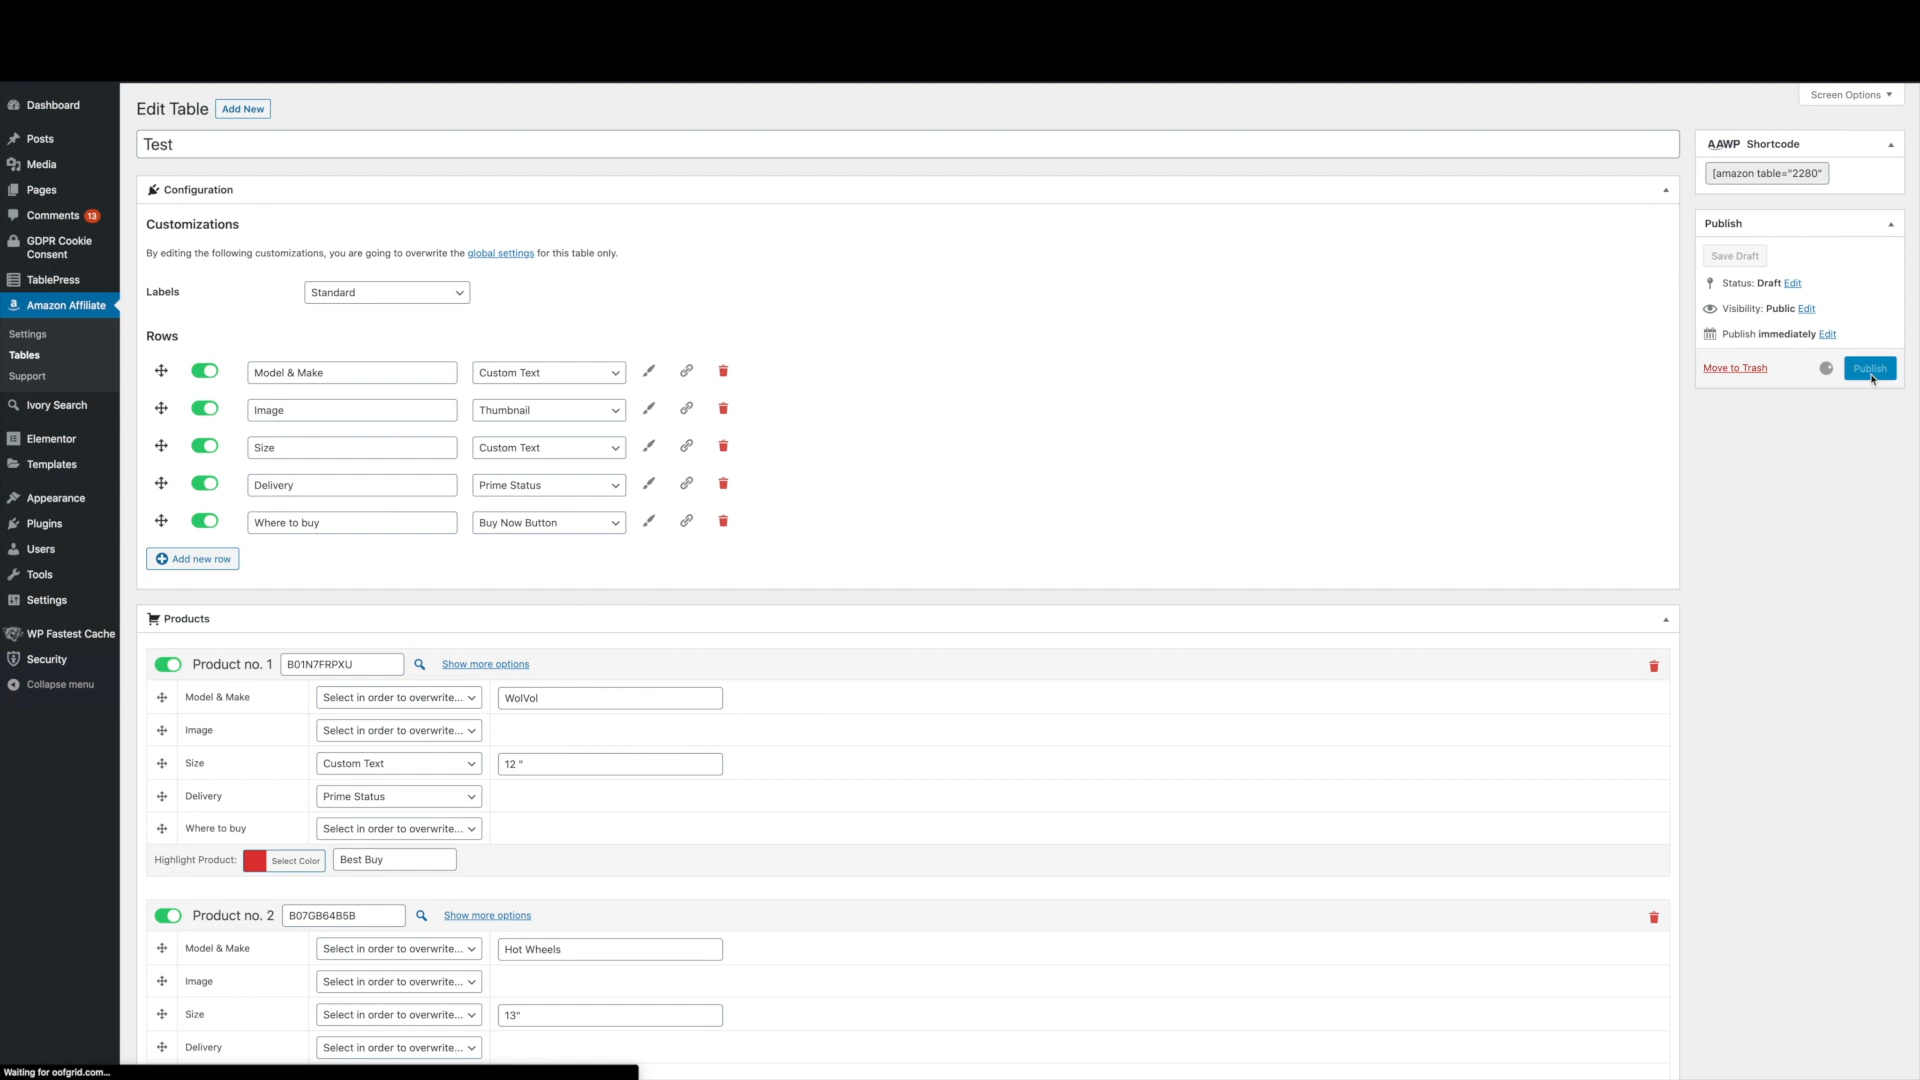 Dashboard
Posts
Media
Pages
Comments 13
GDPR Cookie
Consent
TablePress
Amazon Affiliate
Settings
Tables
Support
Ivory Search
Elementor
Templates
Appearance
Plugins
Users
Tools
Settings
WP Fastest Cache
Security
Collapse menu
Edit Table Add New
Screen Options
Test
Configuration
Customizations
By editing the following customizations, you are going to overwrite the global settings for this table only.
Labels Standard
Rows
Model & Make Custom Text
Image Thumbnail
Size Custom Text
Delivery Prime Status
Where to buy Buy Now Button
Add new row
Products
Product no. 1 B01N7FRPXU Show more options
Model & Make Select in order to overwrite... WolVol
Image Select in order to overwrite...
Size Custom Text 12 "
Delivery Prime Status
Where to buy Select in order to overwrite...
Highlight Product: Select Color Best Buy
Product no. 2 B07GB64B5B Show more options
Model & Make Select in order to overwrite... Hot Wheels
Image Select in order to overwrite...
Size Select in order to overwrite... 13"
Delivery Select in order to overwrite...
AAWP Shortcode
[amazon table="2280"
Publish
Save Draft
Status: Draft Edit
Visibility: Public Edit
Publish immediately Edit
Move to Trash Publish
Waiting for oofgrid.com...